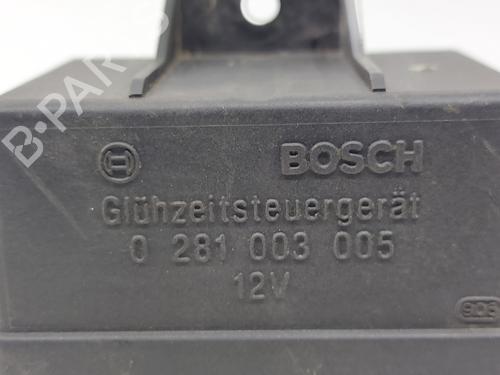 B-PARTS
BOSCH
Glühzeitsteuergerät
0 281 003 005
12V